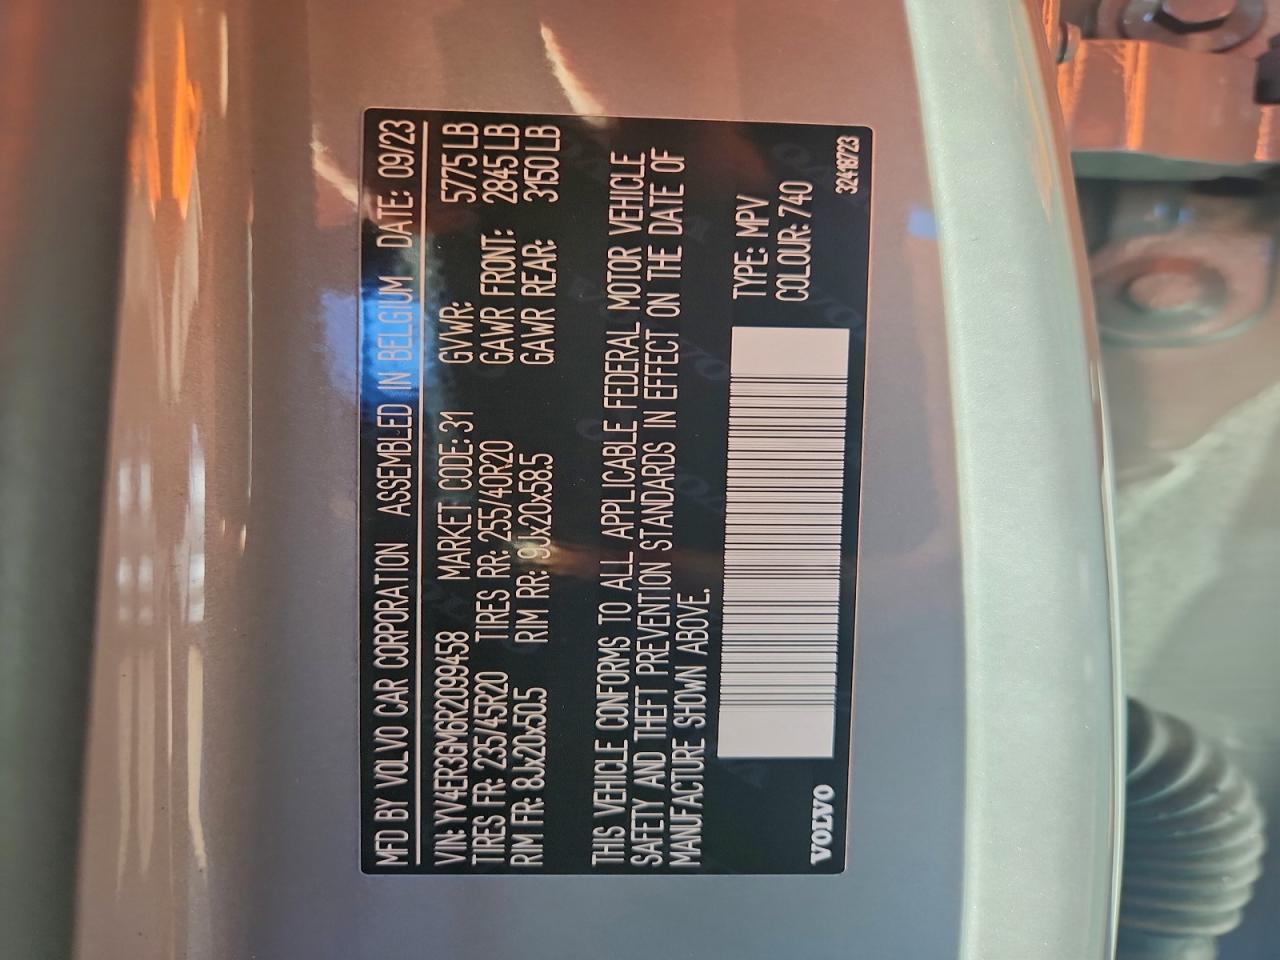 MFD BY VOLVO CAR CORPORATION ASSEMBLED IN BELGIUM DATE: 09/23
VIN: YV4ER3GM6R2099458 MARKET CODE: 31 GVWR: 5775 LB
TIRES FR: 235/45R20 TIRES RR: 255/40R20 GAWR FRONT: 2845 LB
RIM FR: 8Jx20x50.5 RIM RR: 9Jx20x58.5 GAWR REAR: 3150 LB
THIS VEHICLE CONFORMS TO ALL APPLICABLE FEDERAL MOTOR VEHICLE
SAFETY AND THEFT PREVENTION STANDARDS IN EFFECT ON THE DATE OF
MANUFACTURE SHOWN ABOVE.
TYPE: MPV
COLOUR: 740
VOLVO 32418723